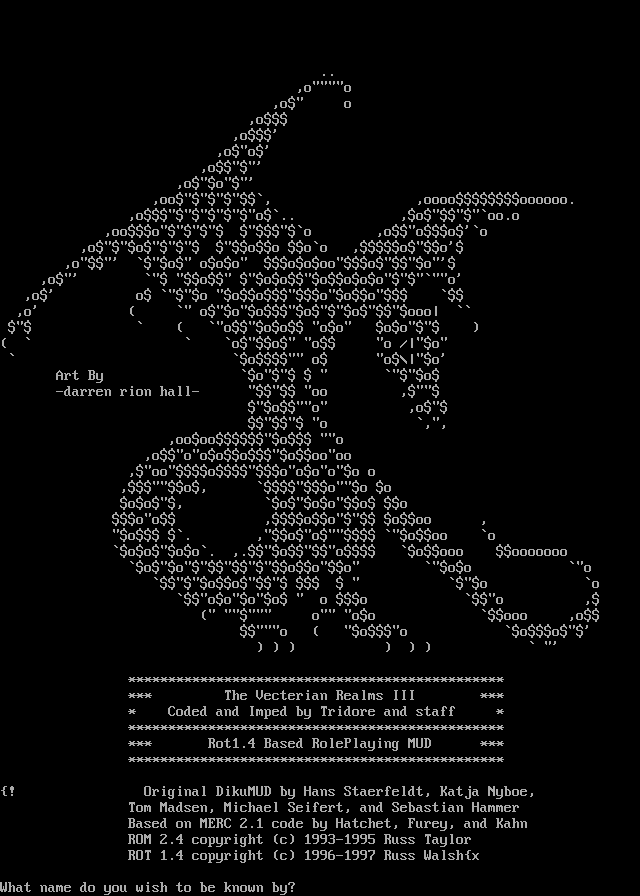 Art By
-darren rion hall-
*************************************************
*** The Vecterian Realms III ***
* Coded and Imped by Tridore and staff *
*************************************************
*** Rot1.4 Based RolePlaying MUD ***
*************************************************
{! Original DikuMUD by Hans Staerfeldt, Katja Nyboe,
Tom Madsen, Michael Seifert, and Sebastian Hammer
Based on MERC 2.1 code by Hatchet, Furey, and Kahn
ROM 2.4 copyright (c) 1993-1995 Russ Taylor
ROT 1.4 copyright (c) 1996-1997 Russ Walsh{x
What name do you wish to be known by?